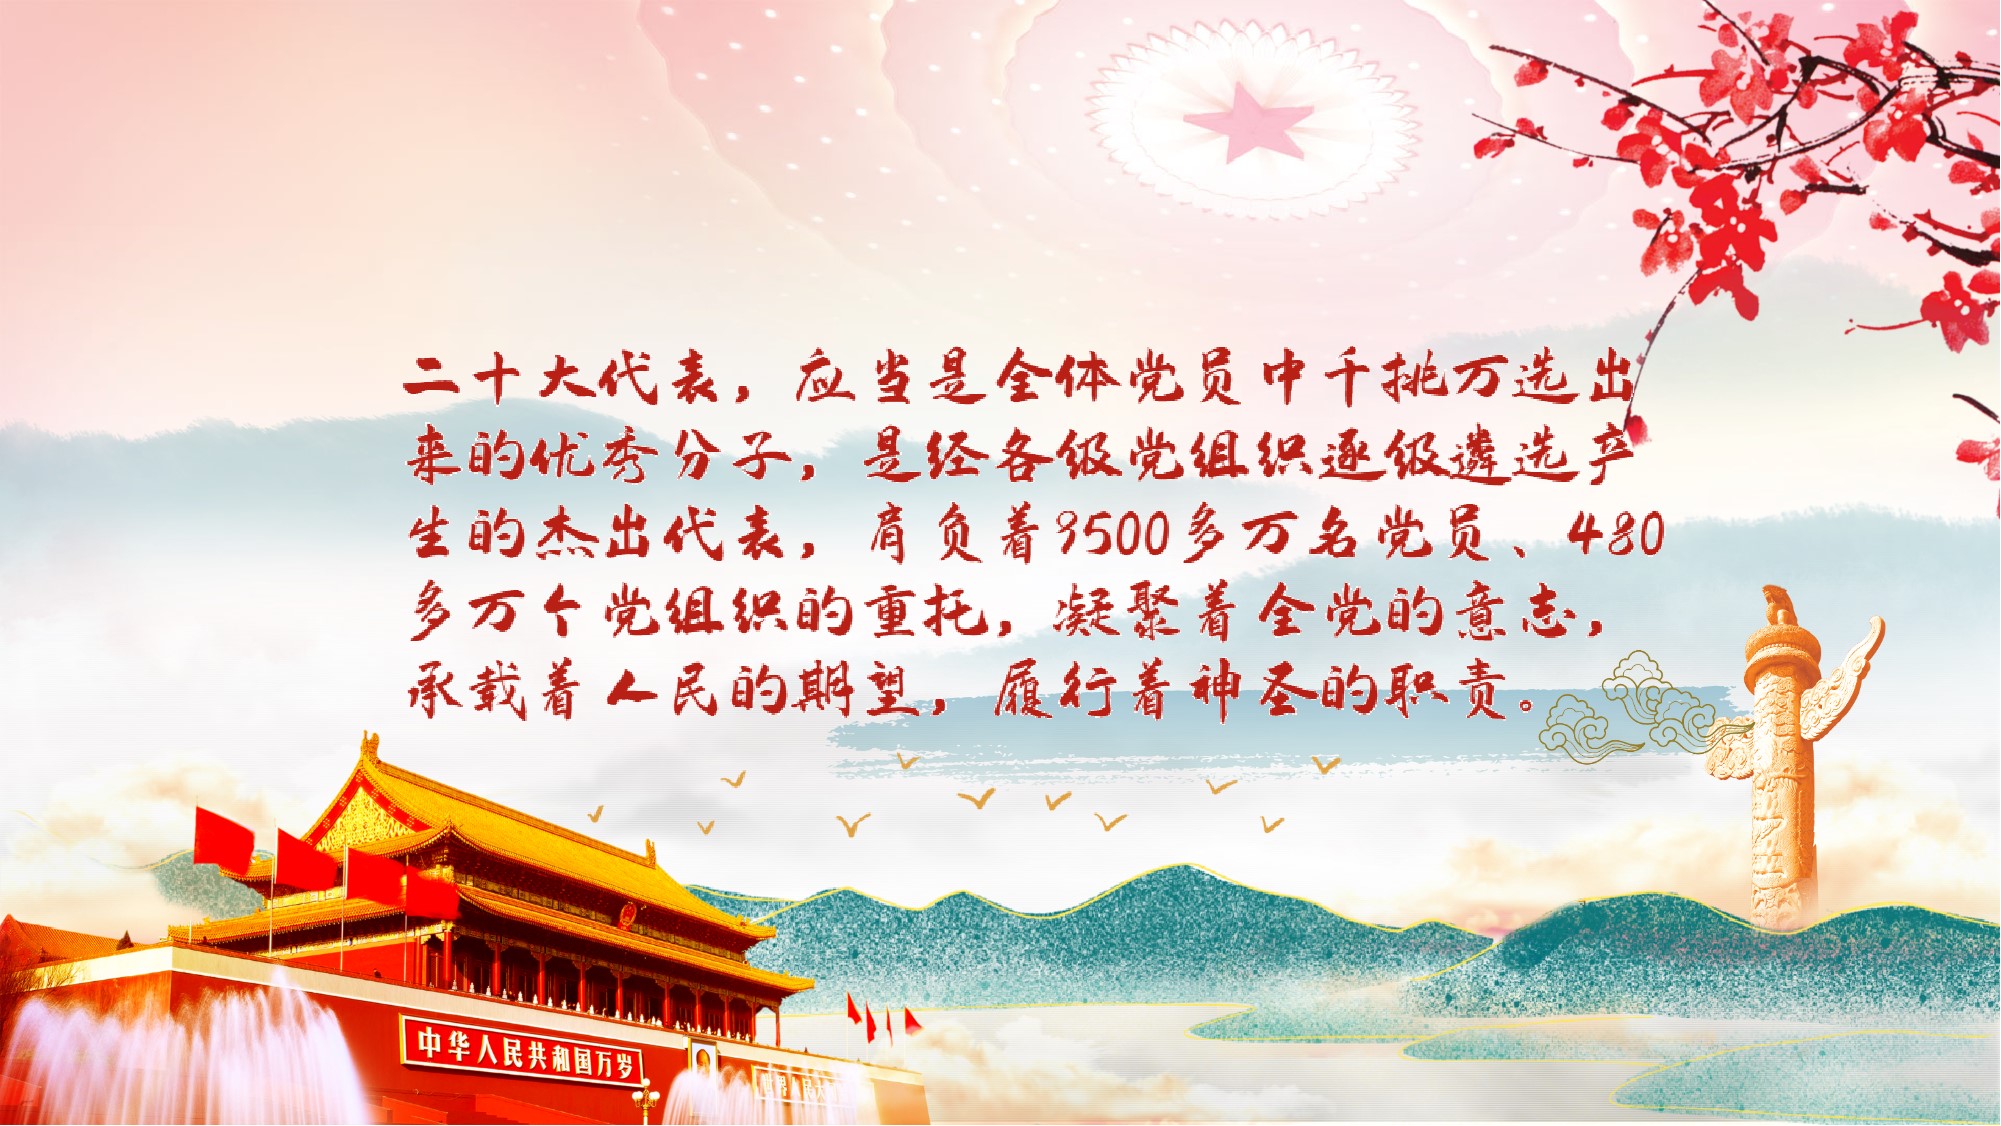 二十大代表，应当是全体党员中千挑万选出
来的优秀分子，是经各级党组织逐级遴选产
生的杰出代表，肩负着9500多万名党员、480
多万个党组织的重托，凝聚着全党的意志，
承载着人民的期望，履行着神圣的职责。
中华人民共和国万岁
世界人民大